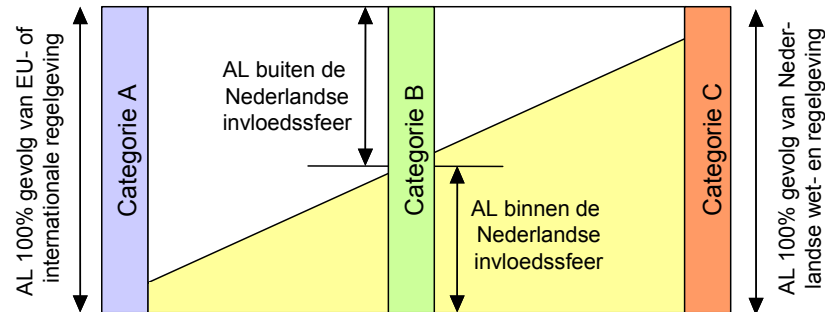 AL 100% gevolg van EU- of
internationale regelgeving
Categorie A
AL buiten de
Nederlandse
invloedssfeer
Categorie B
AL binnen de
Nederlandse
invloedssfeer
Categorie C
AL 100% gevolg van Neder-
landse wet- en regelgeving